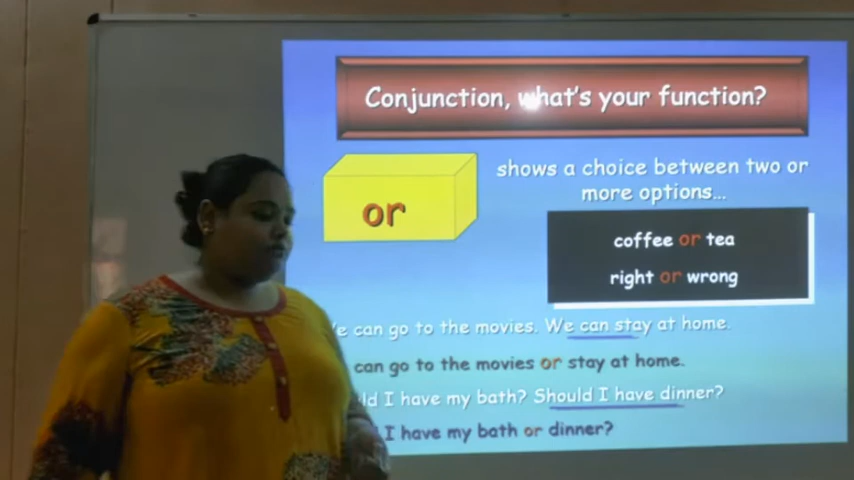 Conjunction, what's your function?
or
shows a choice between two or
more options...
coffee or tea
right or wrong
can go to the movies. We can stay at home.
can go to the movies or stay at home.
I have my bath? Should I have dinner?
I have my bath or dinner?